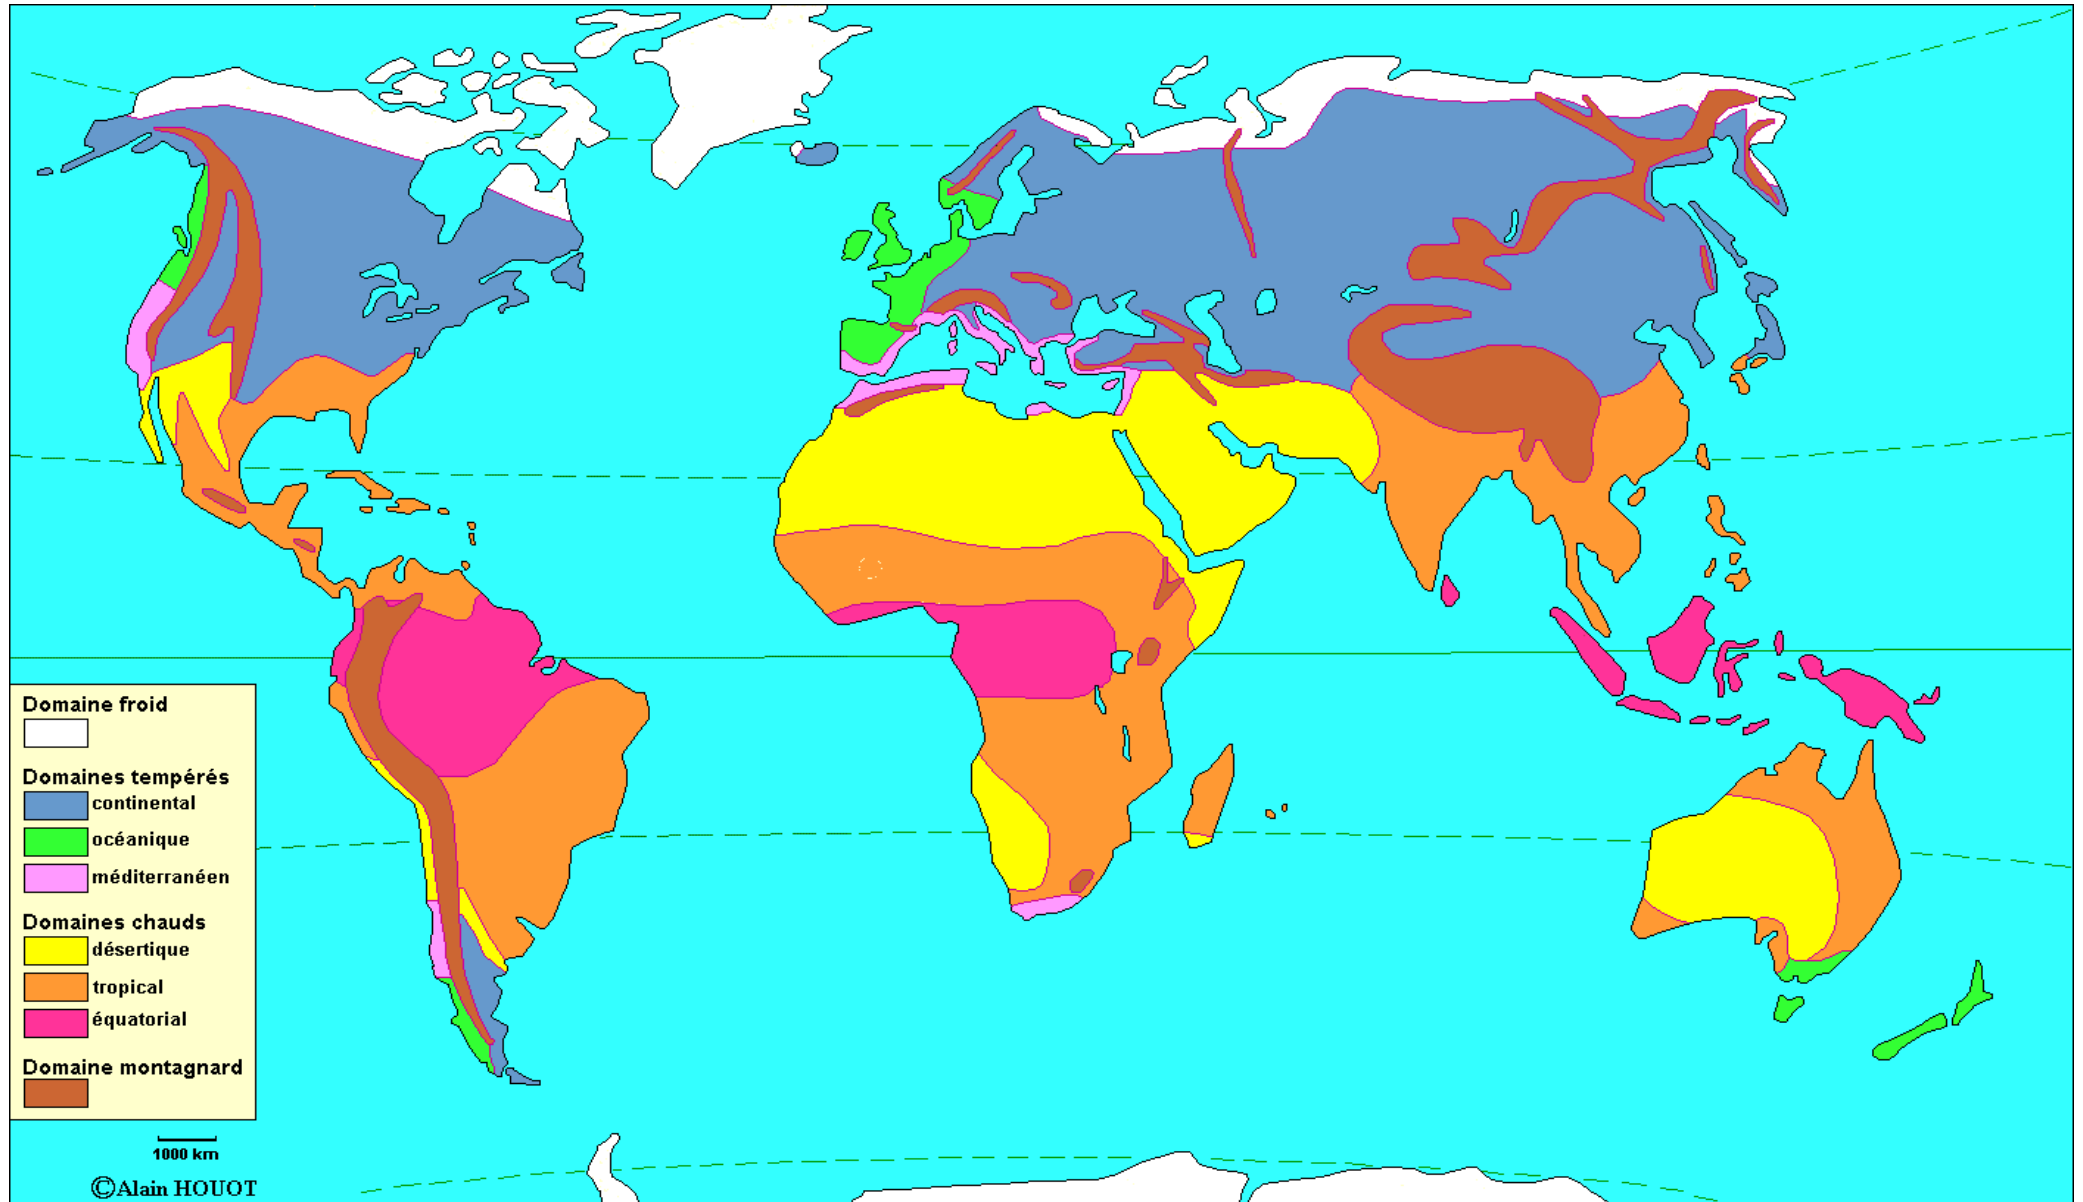 Domaine froid
Domaines tempérés
continental
océanique
méditerranéen
Domaines chauds
désertique
tropical
équatorial
Domaine montagnard
1000 km
©Alain HOUOT